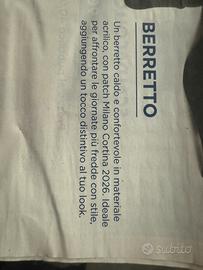 BERRETTO
Un berretto caldo e confortevole in materiale
acrilico, con patch Milano Cortina 2026. Ideale
per affrontare le giornate più fredde con stile,
aggiungendo un tocco distintivo al tuo look.
subito